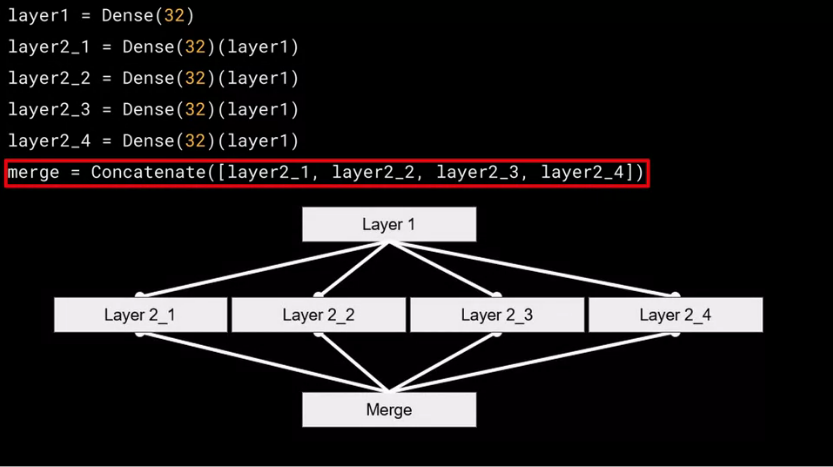 layer1 = Dense(32)
layer2_1 = Dense(32)(layer1)
layer2_2 = Dense(32)(layer1)
layer2_3 = Dense(32)(layer1)
layer2_4 = Dense(32)(layer1)
merge = Concatenate([layer2_1, layer2_2, layer2_3, layer2_4])
Layer 1
Layer 2_1 Layer 2_2 Layer 2_3 Layer 2_4
Merge